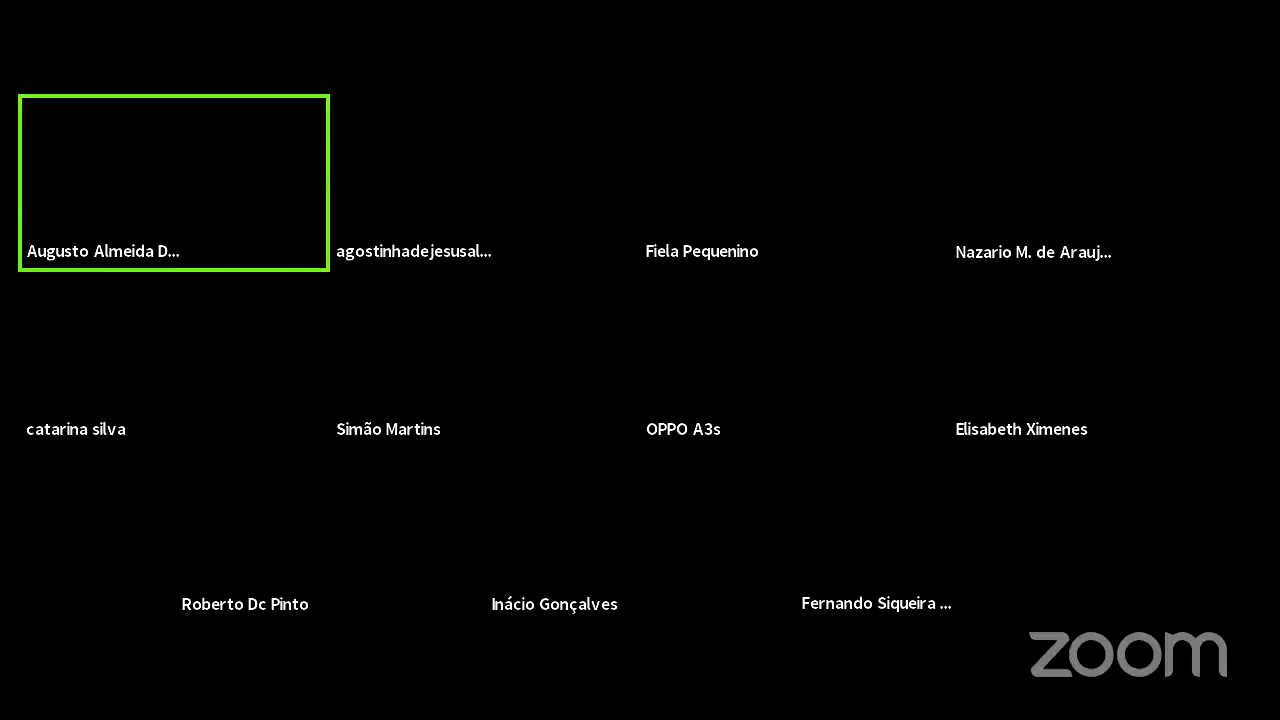 Augusto Almeida D...
agostinhadejesusal...
Fiela Pequenino
Nazario M. de Arauj...
catarina silva
Simão Martins
OPPO A3s
Elisabeth Ximenes
Roberto Dc Pinto
Inácio Gonçalves
Fernando Siqueira ...
zoom